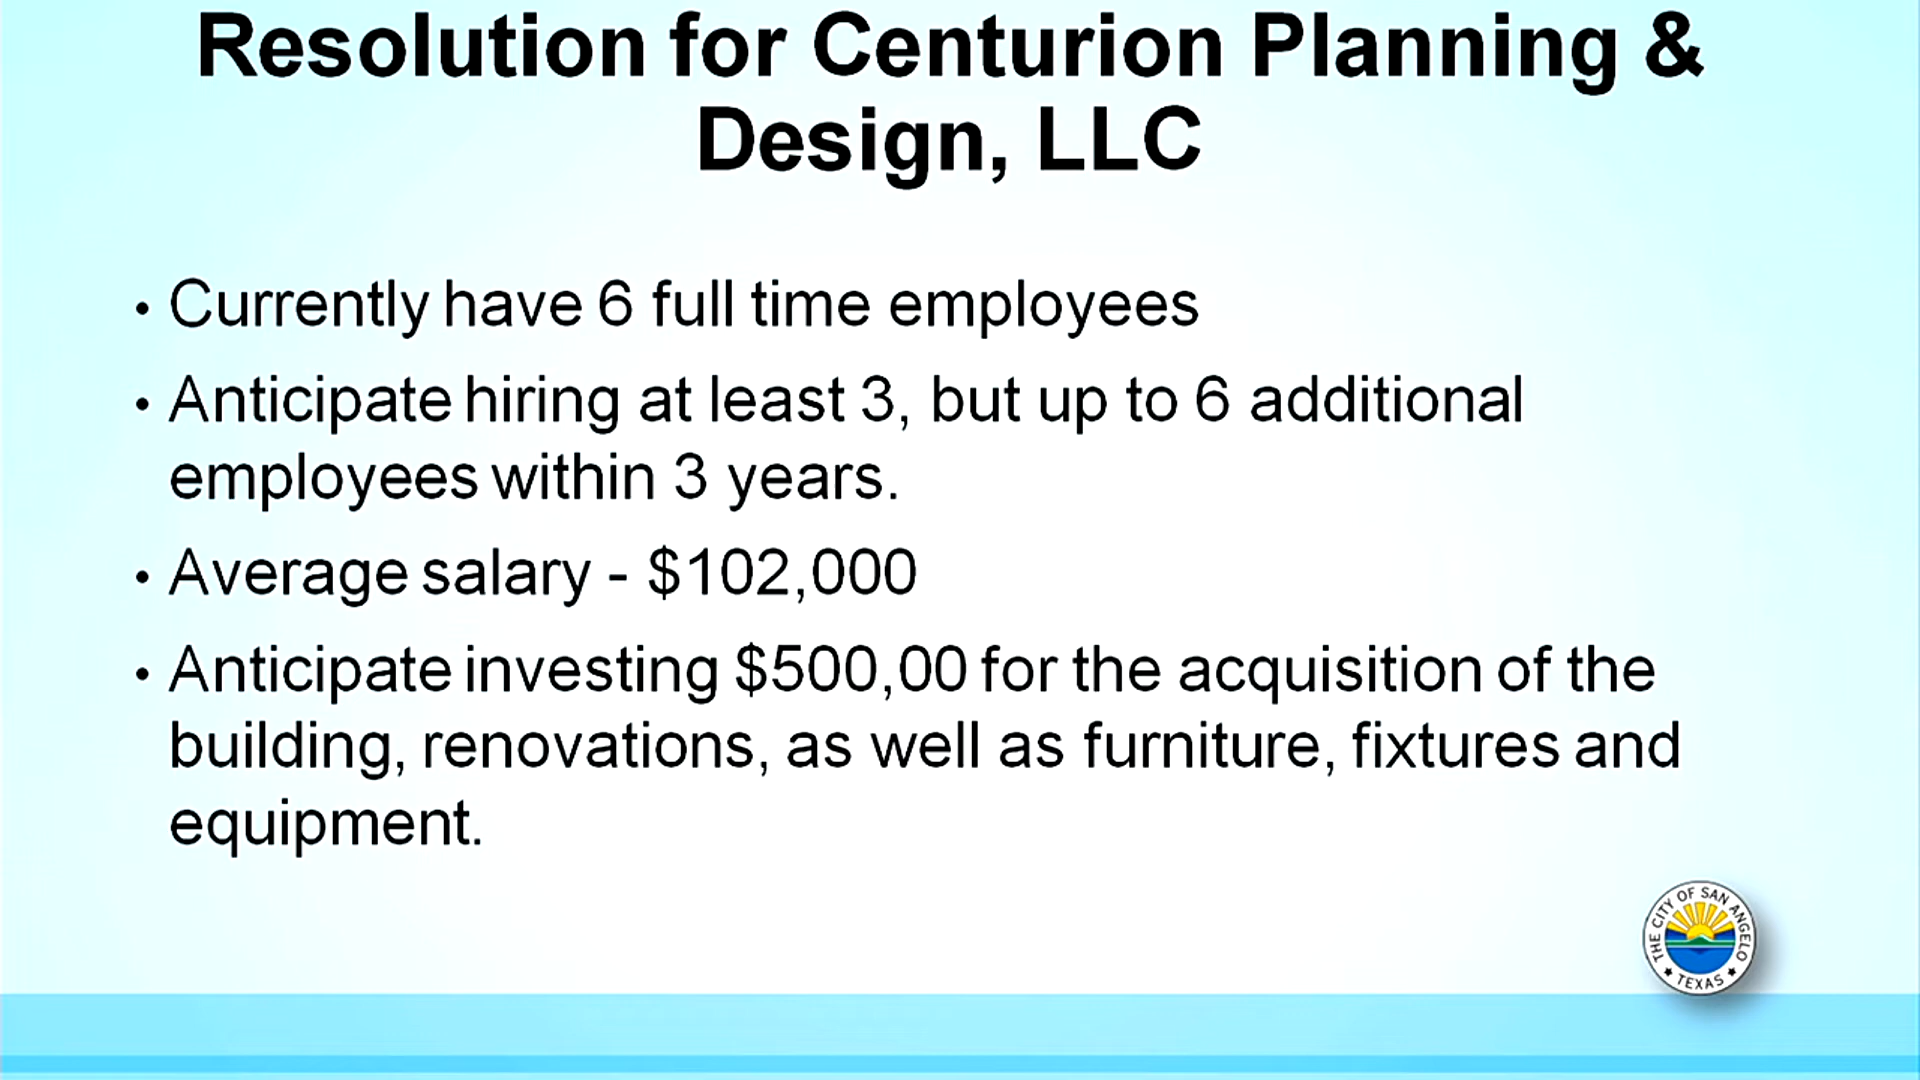 Resolution for Centurion Planning &
Design, LLC
• Currently have 6 full time employees
• Anticipate hiring at least 3, but up to 6 additional
employees within 3 years.
• Average salary - $102,000
• Anticipate investing $500,00 for the acquisition of the
building, renovations, as well as furniture, fixtures and
equipment.
THE CITY OF SAN ANGELO
★ TEXAS ★